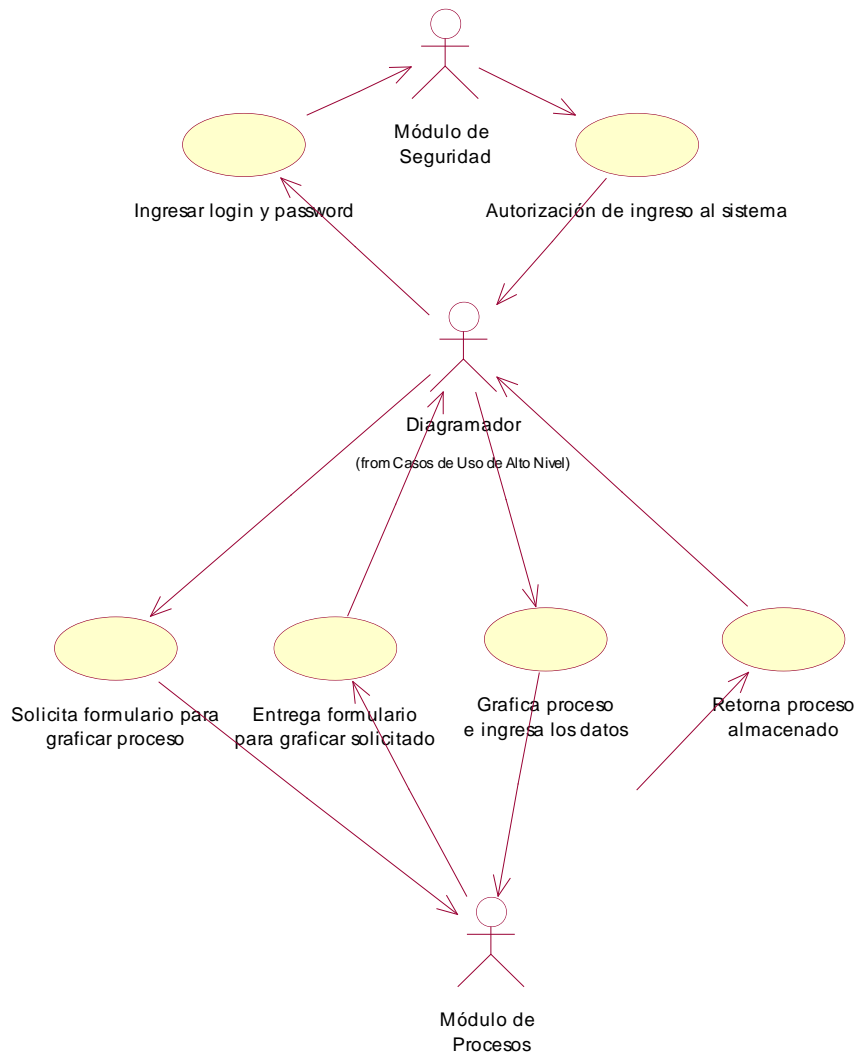 Módulo de
Seguridad
Ingresar login y password
Autorización de ingreso al sistema
Diagramador
(from Casos de Uso de Alto Nivel)
Solicita formulario para
graficar proceso
Entrega formulario
para graficar solicitado
Grafica proceso
e ingresa los datos
Retorna proceso
almacenado
Módulo de
Procesos